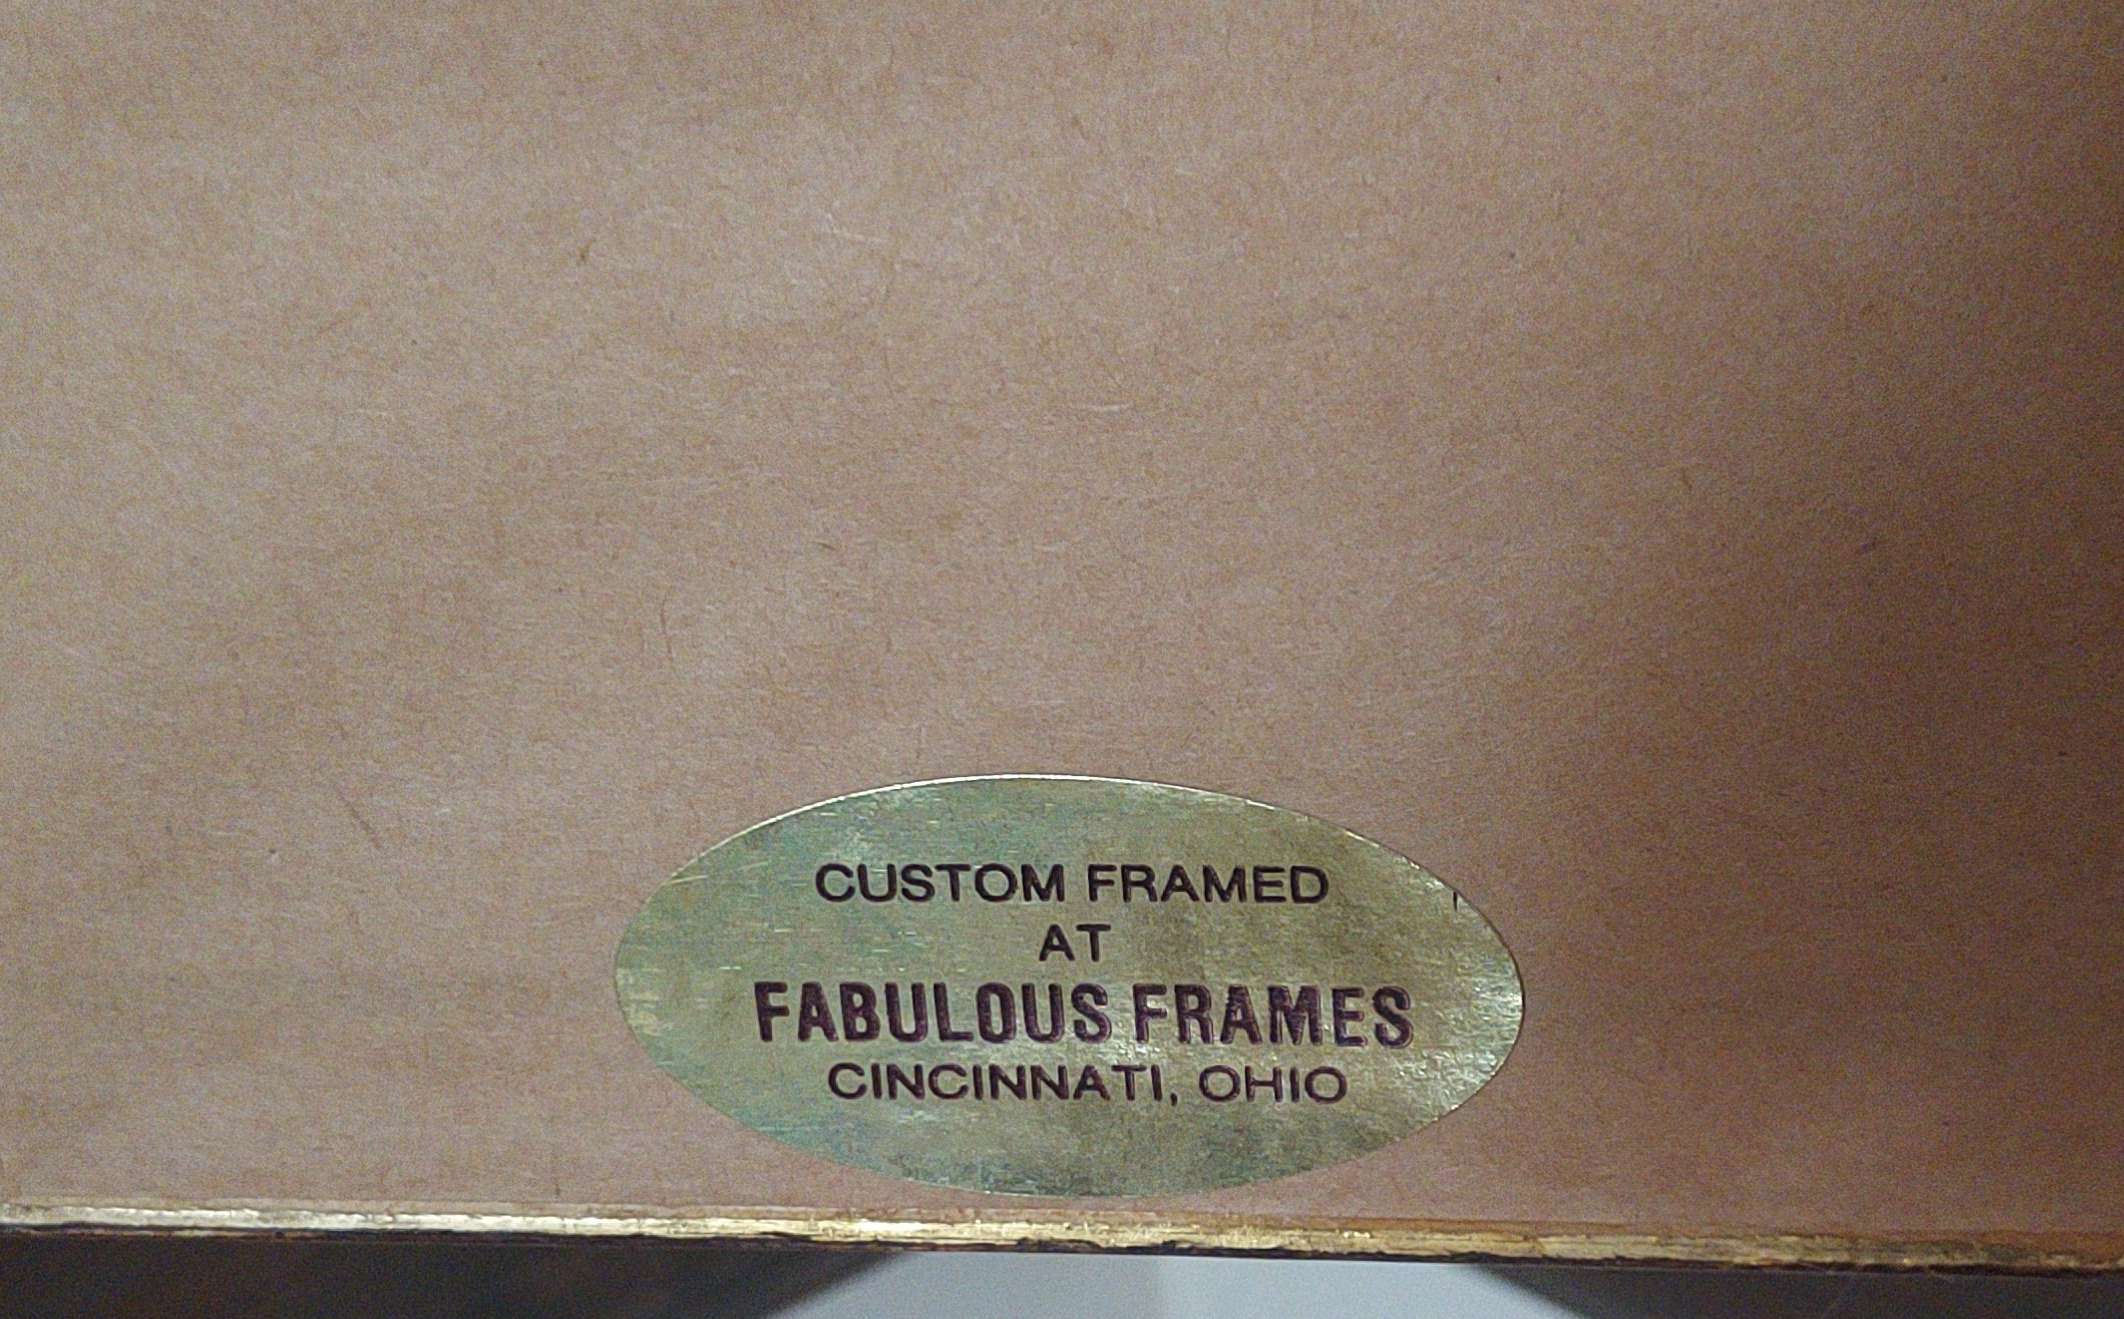 CUSTOM FRAMED
AT
FABULOUS FRAMES
CINCINNATI, OHIO